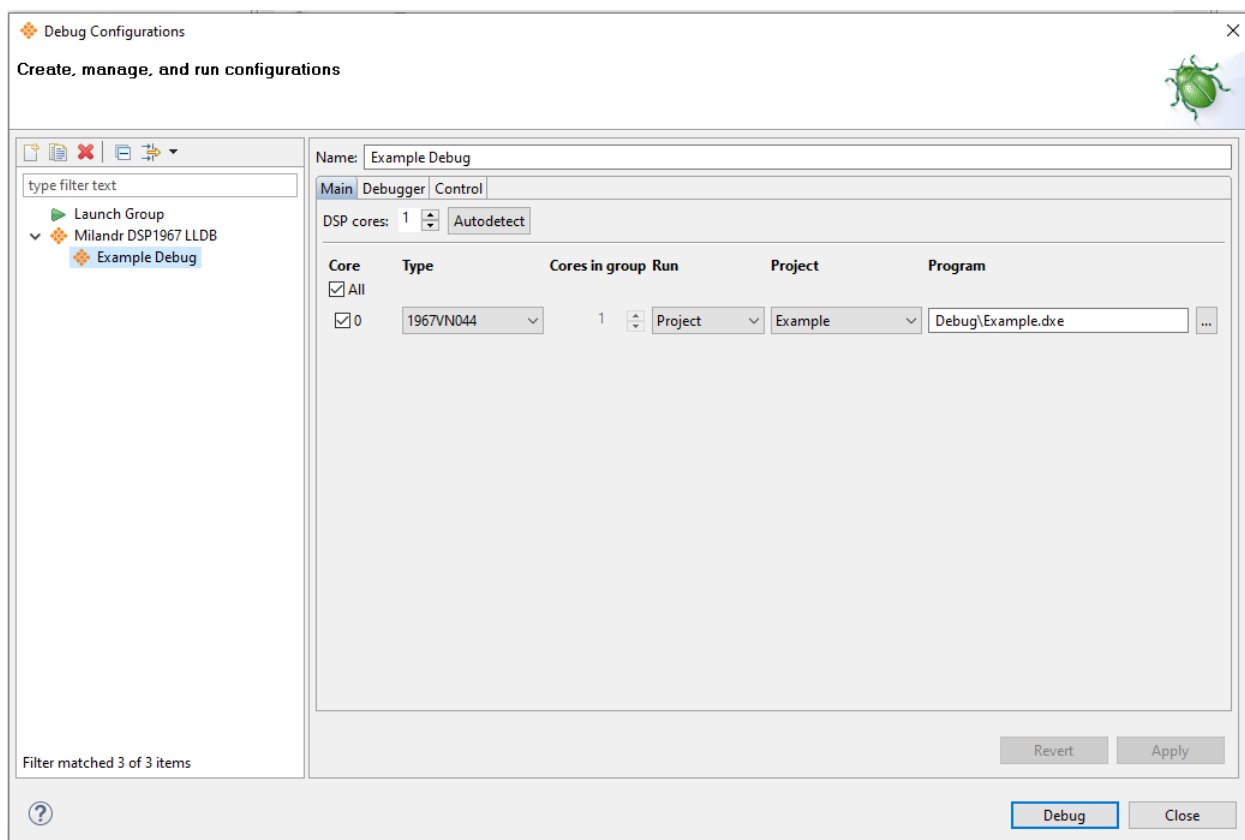 Debug Configurations
Create, manage, and run configurations
type filter text
Launch Group
Milandr DSP1967 LLDB
Example Debug
Filter matched 3 of 3 items
Name: Example Debug
Main Debugger Control
DSP cores: 1 Autodetect
Core Type Cores in group Run Project Program
All
0 1967VN044 1 Project Example Debug\Example.dxe ...
Revert Apply
? Debug Close